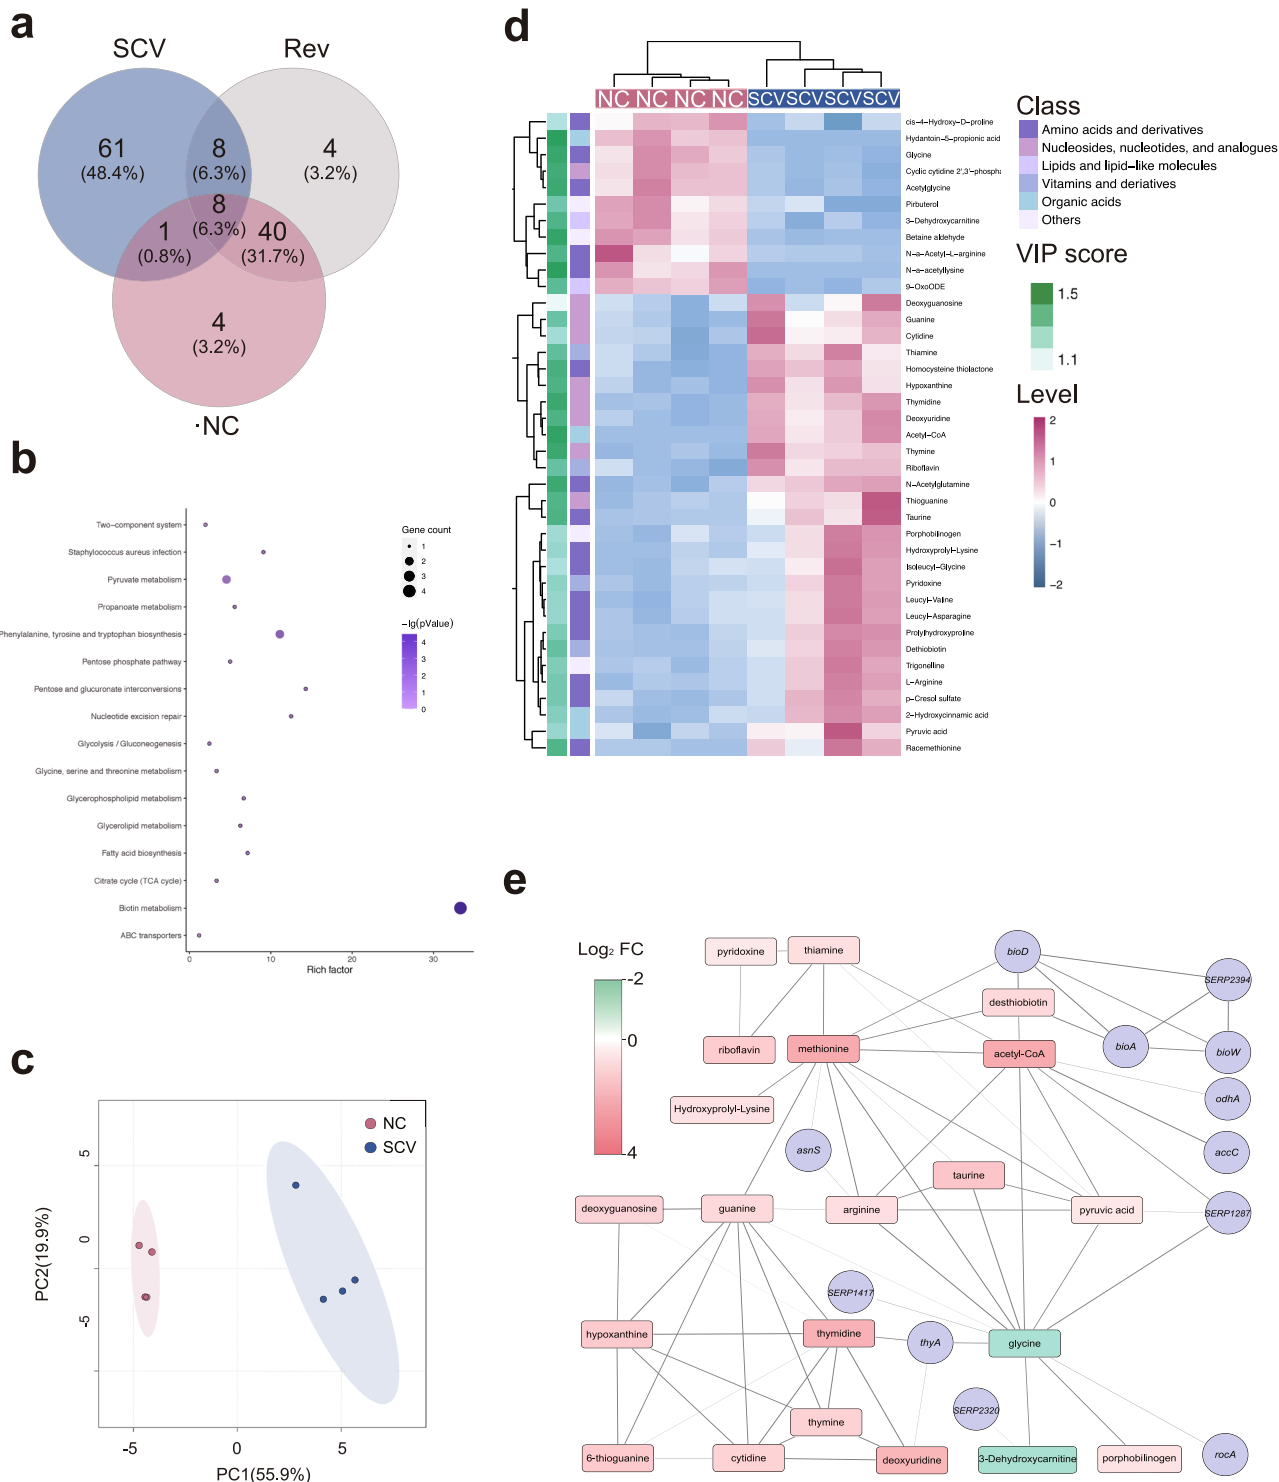 a
SCV
Rev
61
(48.4%)
8
(6.3%)
4
(3.2%)
8
(6.3%)
1
(0.8%)
40
(31.7%)
4
(3.2%)
·NC
b
Two−component system
Staphylococcus aureus infection
Pyruvate metabolism
Propanoate metabolism
Phenylalanine, tyrosine and tryptophan biosynthesis
Pentose phosphate pathway
Pentose and glucuronate interconversions
Nucleotide excision repair
Glycolysis / Gluconeogenesis
Glycine, serine and threonine metabolism
Glycerophospholipid metabolism
Glycerolipid metabolism
Fatty acid biosynthesis
Citrate cycle (TCA cycle)
Biotin metabolism
ABC transporters
0
10
20
30
Rich factor
Gene count
1
2
3
4
−lg(pValue)
4
3
2
1
0
c
NC
SCV
5
0
-5
PC2(19.9%)
-5
0
5
PC1(55.9%)
d
NC NC NC NC SCV SCV SCV SCV
cis−4−Hydroxy−D−proline
Hydantoin−5−propionic acid
Glycine
Cyclic cytidine 2',3'−phospha
Acetylglycine
Pirbuterol
3−Dehydroxycarnitine
Betaine aldehyde
N−a−Acetyl−L−arginine
N−a−acetyllysine
9−OxoODE
Deoxyguanosine
Guanine
Cytidine
Thiamine
Homocysteine thiolactone
Hypoxanthine
Thymidine
Deoxyuridine
Acetyl−CoA
Thymine
Riboflavin
N−Acetylglutamine
Thioguanine
Taurine
Porphobilinogen
Hydroxyprolyl−Lysine
Isoleucyl−Glycine
Pyridoxine
Leucyl−Valine
Leucyl−Asparagine
Prolylhydroxyproline
Dethiobiotin
Trigonelline
L−Arginine
p−Cresol sulfate
2−Hydroxycinnamic acid
Pyruvic acid
Racemethionine
Class
Amino acids and derivatives
Nucleosides, nucleotides, and analogues
Lipids and lipid−like molecules
Vitamins and deriatives
Organic acids
Others
VIP score
1.5
1.1
Level
2
1
0
−1
−2
e
Log₂ FC
-2
0
4
pyridoxine
thiamine
bioD
SERP2394
desthiobiotin
riboflavin
methionine
acetyl-CoA
bioA
bioW
odhA
Hydroxyprolyl-Lysine
asnS
accC
taurine
deoxyguanosine
guanine
arginine
pyruvic acid
SERP1287
SERP1417
hypoxanthine
thymidine
thyA
glycine
SERP2320
thymine
6-thioguanine
cytidine
deoxyuridine
3-Dehydroxycarnitine
porphobilinogen
rocA